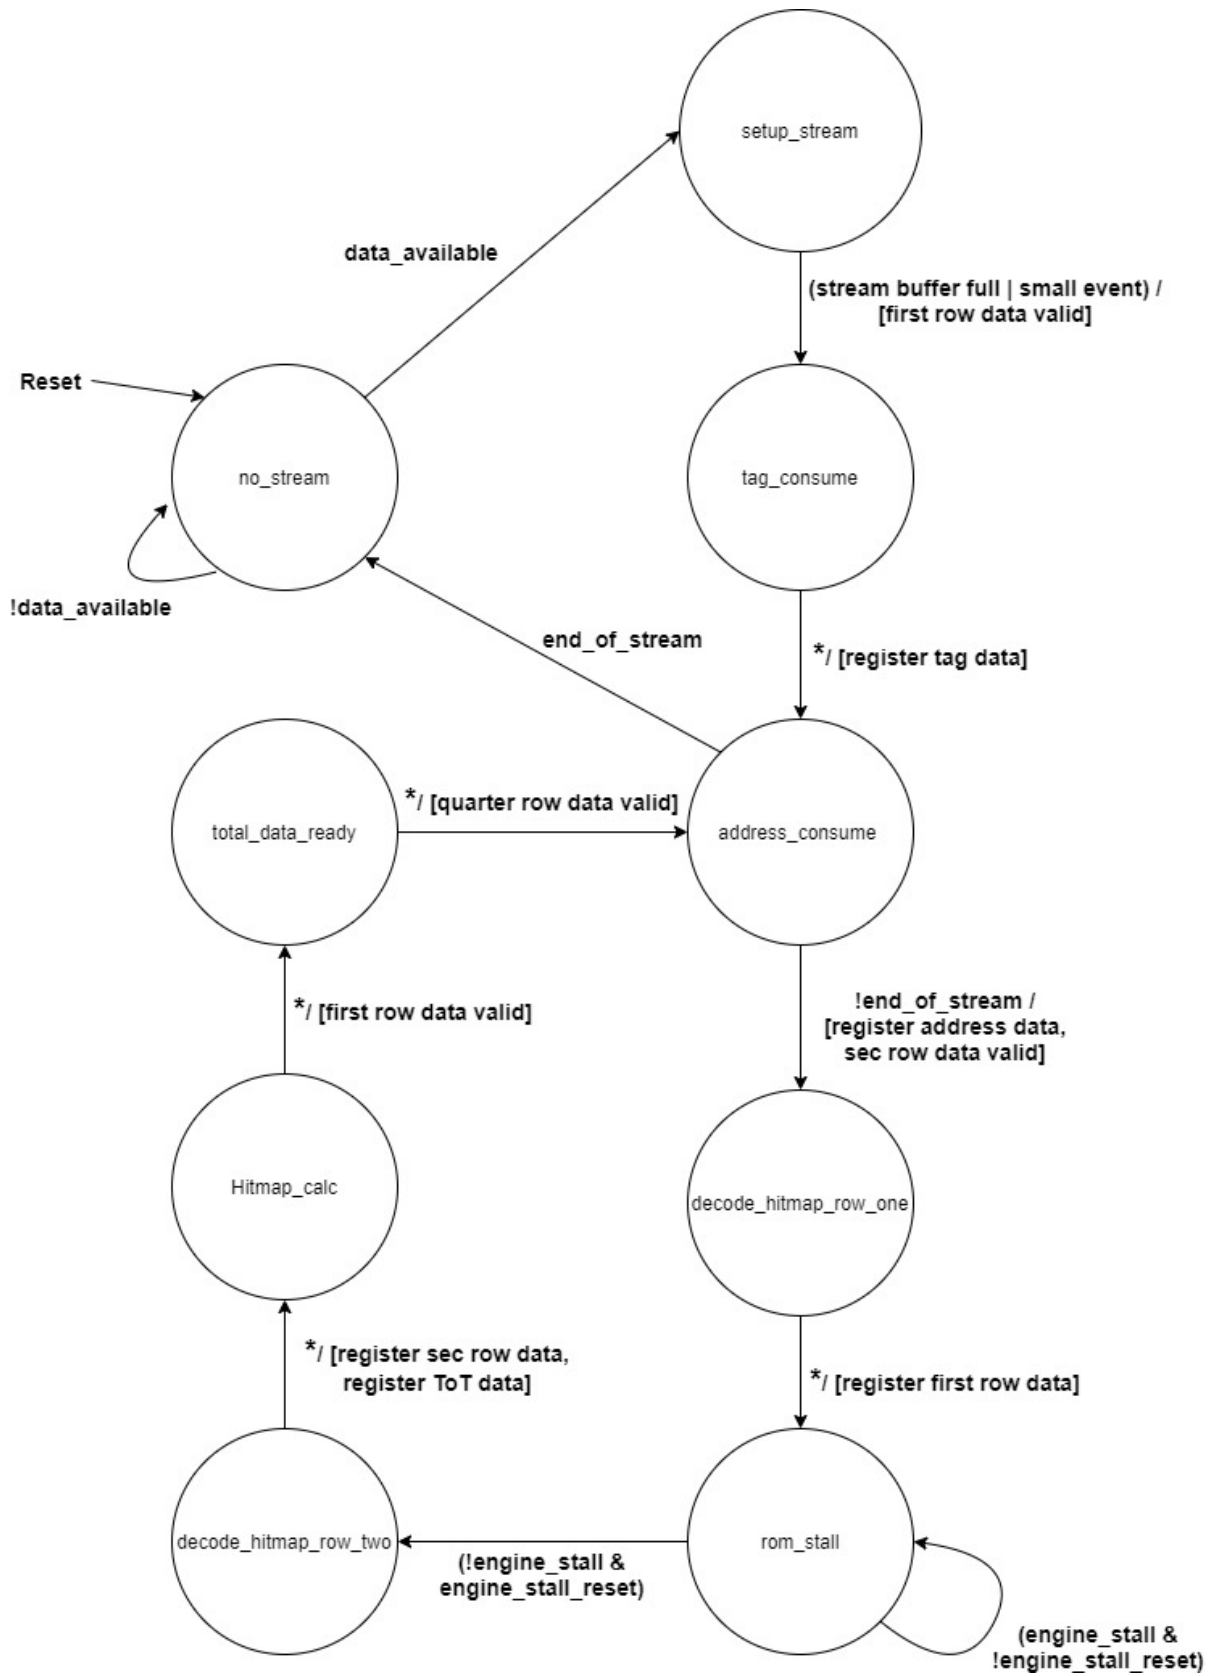 setup_stream
data_available
(stream buffer full | small event) /
[first row data valid]
Reset
no_stream
tag_consume
!data_available
end_of_stream
*/ [register tag data]
total_data_ready
*/ [quarter row data valid]
address_consume
*/ [first row data valid]
!end_of_stream /
[register address data,
sec row data valid]
Hitmap_calc
decode_hitmap_row_one
*/ [register sec row data,
register ToT data]
*/ [register first row data]
decode_hitmap_row_two
(!engine_stall &
engine_stall_reset)
rom_stall
(engine_stall &
!engine_stall_reset)